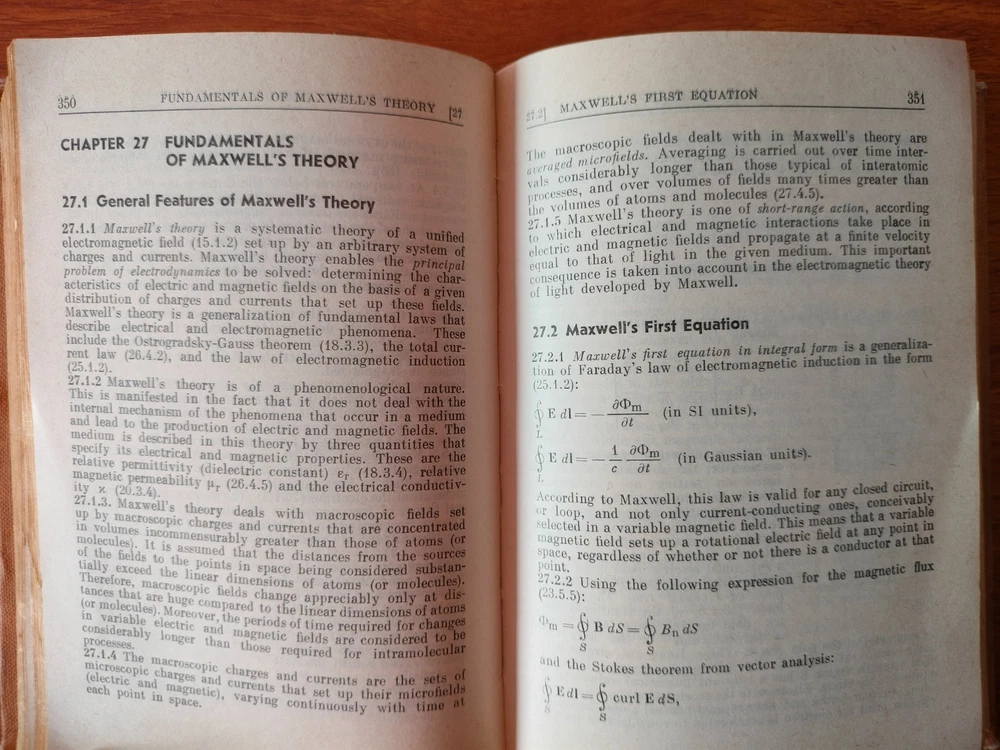 350 FUNDAMENTALS OF MAXWELL'S THEORY [27
CHAPTER 27 FUNDAMENTALS
OF MAXWELL'S THEORY
27.1 General Features of Maxwell's Theory
27.1.1 Maxwell's theory is a systematic theory of a unified
electromagnetic field (15.1.2) set up by an arbitrary system of
charges and currents. Maxwell's theory enables the principal
problem of electrodynamics to be solved: determining the char-
acteristics of electric and magnetic fields on the basis of a given
distribution of charges and currents that set up these fields.
Maxwell's theory is a generalization of fundamental laws that
describe electrical and electromagnetic phenomena. These
include the Ostrogradsky-Gauss theorem (18.3.3), the total cur-
rent law (26.4.2), and the law of electromagnetic induction
(25.1.2).
27.1.2 Maxwell's theory is of a phenomenological nature.
This is manifested in the fact that it does not deal with the
internal mechanism of the phenomena that occur in a medium
and lead to the production of electric and magnetic fields. The
medium is described in this theory by three quantities that
specify its electrical and magnetic properties. These are the
relative permittivity (dielectric constant) εr (18.3.4), relative
magnetic permeability μr (26.4.5) and the electrical conductiv-
ity ϰ (20.3.4).
27.1.3. Maxwell's theory deals with macroscopic fields set
up by macroscopic charges and currents that are concentrated
in volumes incommensurably greater than those of atoms (or
molecules). It is assumed that the distances from the sources
of the fields to the points in space being considered substan-
tially exceed the linear dimensions of atoms (or molecules).
Therefore, macroscopic fields change appreciably only at dis-
tances that are huge compared to the linear dimensions of atoms
(or molecules). Moreover, the periods of time required for changes
in variable electric and magnetic fields are considered to be
considerably longer than those required for intramolecular
processes.
27.1.4 The macroscopic charges and currents are the sets of
microscopic charges and currents that set up their microfields
(electric and magnetic), varying continuously with time at
each point in space.
27.2] MAXWELL'S FIRST EQUATION 351
The macroscopic fields dealt with in Maxwell's theory are
averaged microfields. Averaging is carried out over time inter-
vals considerably longer than those typical of interatomic
processes, and over volumes of fields many times greater than
the volumes of atoms and molecules (27.4.5).
27.1.5 Maxwell's theory is one of short-range action, according
to which electrical and magnetic interactions take place in
electric and magnetic fields and propagate at a finite velocity
equal to that of light in the given medium. This important
consequence is taken into account in the electromagnetic theory
of light developed by Maxwell.
27.2 Maxwell's First Equation
27.2.1 Maxwell's first equation in integral form is a generaliza-
tion of Faraday's law of electromagnetic induction in the form
(25.1.2):
∮L E dl = − ∂Φm/∂t (in SI units),
∮L E dl = − 1/c ∂Φm/∂t (in Gaussian units).
According to Maxwell, this law is valid for any closed circuit,
or loop, and not only current-conducting ones, conceivably
selected in a variable magnetic field. This means that a variable
magnetic field sets up a rotational electric field at any point in
space, regardless of whether or not there is a conductor at that
point.
27.2.2 Using the following expression for the magnetic flux
(23.5.5):
Φm = ∮S B dS = ∮S Bn dS
and the Stokes theorem from vector analysis:
∮S E dl = ∮S curl E dS,